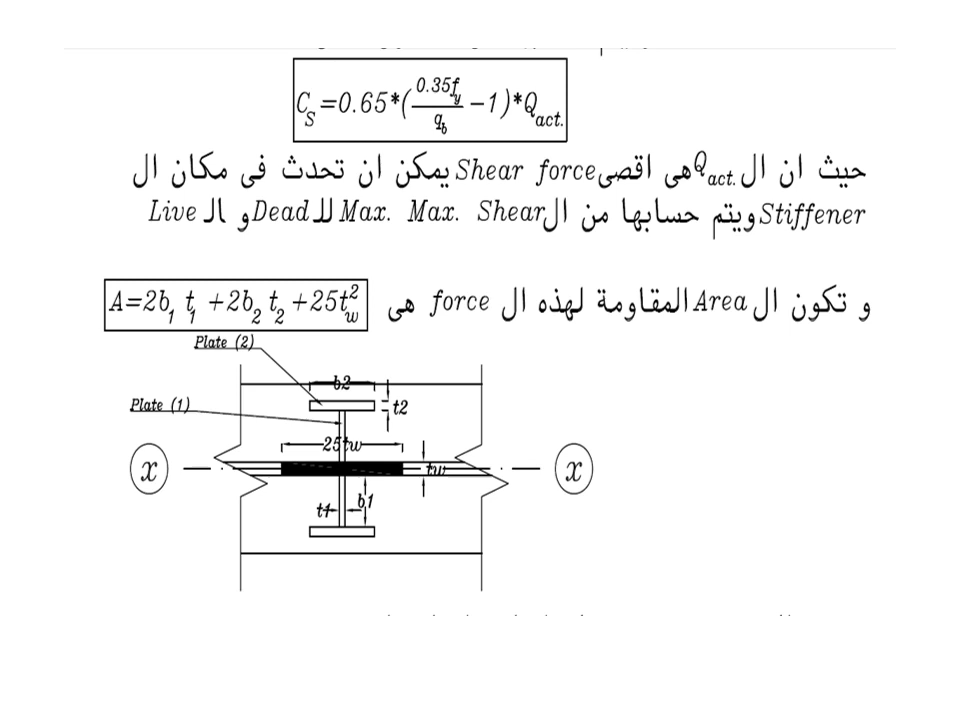 C_S=0.65*(0.35f_y/q_b −1)*Q_act.
حيث ان ال Q_act. هى اقصى Shear force يمكن ان تحدث فى مكان ال
Stiffener ويتم حسابها من ال Max. Max. Shear لل Dead و ال Live
و تكون ال Area المقاومة لهذه ال force هى A=2b_1 t_1 +2b_2 t_2 +25t_w^2
Plate (2)
b2
Plate (1)
t2
25tw
x
tw
x
t1
b1